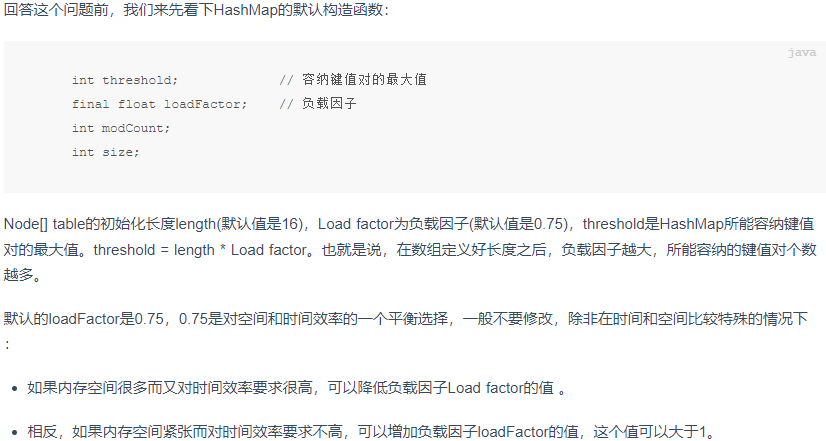 回答这个问题前，我们来先看下HashMap的默认构造函数：
java
int threshold;             // 容纳键值对的最大值
final float loadFactor;    // 负载因子
int modCount;
int size;
Node[] table的初始化长度length(默认值是16)，Load factor为负载因子(默认值是0.75)，threshold是HashMap所能容纳键值
对的最大值。threshold = length * Load factor。也就是说，在数组定义好长度之后，负载因子越大，所能容纳的键值对个数
越多。
默认的loadFactor是0.75，0.75是对空间和时间效率的一个平衡选择，一般不要修改，除非在时间和空间比较特殊的情况下
：
• 如果内存空间很多而又对时间效率要求很高，可以降低负载因子Load factor的值 。
• 相反，如果内存空间紧张而对时间效率要求不高，可以增加负载因子loadFactor的值，这个值可以大于1。